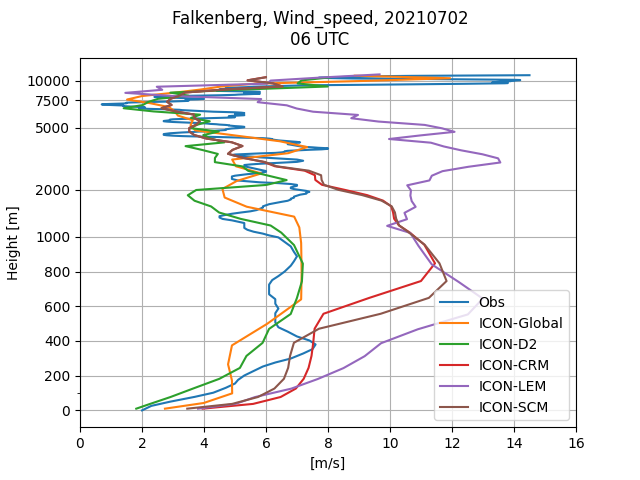 Falkenberg, Wind_speed, 20210702
06 UTC
10000
7500
5000
2000
1000
800
600
400
200
0
Height [m]
0 2 4 6 8 10 12 14 16
[m/s]
Obs
ICON-Global
ICON-D2
ICON-CRM
ICON-LEM
ICON-SCM